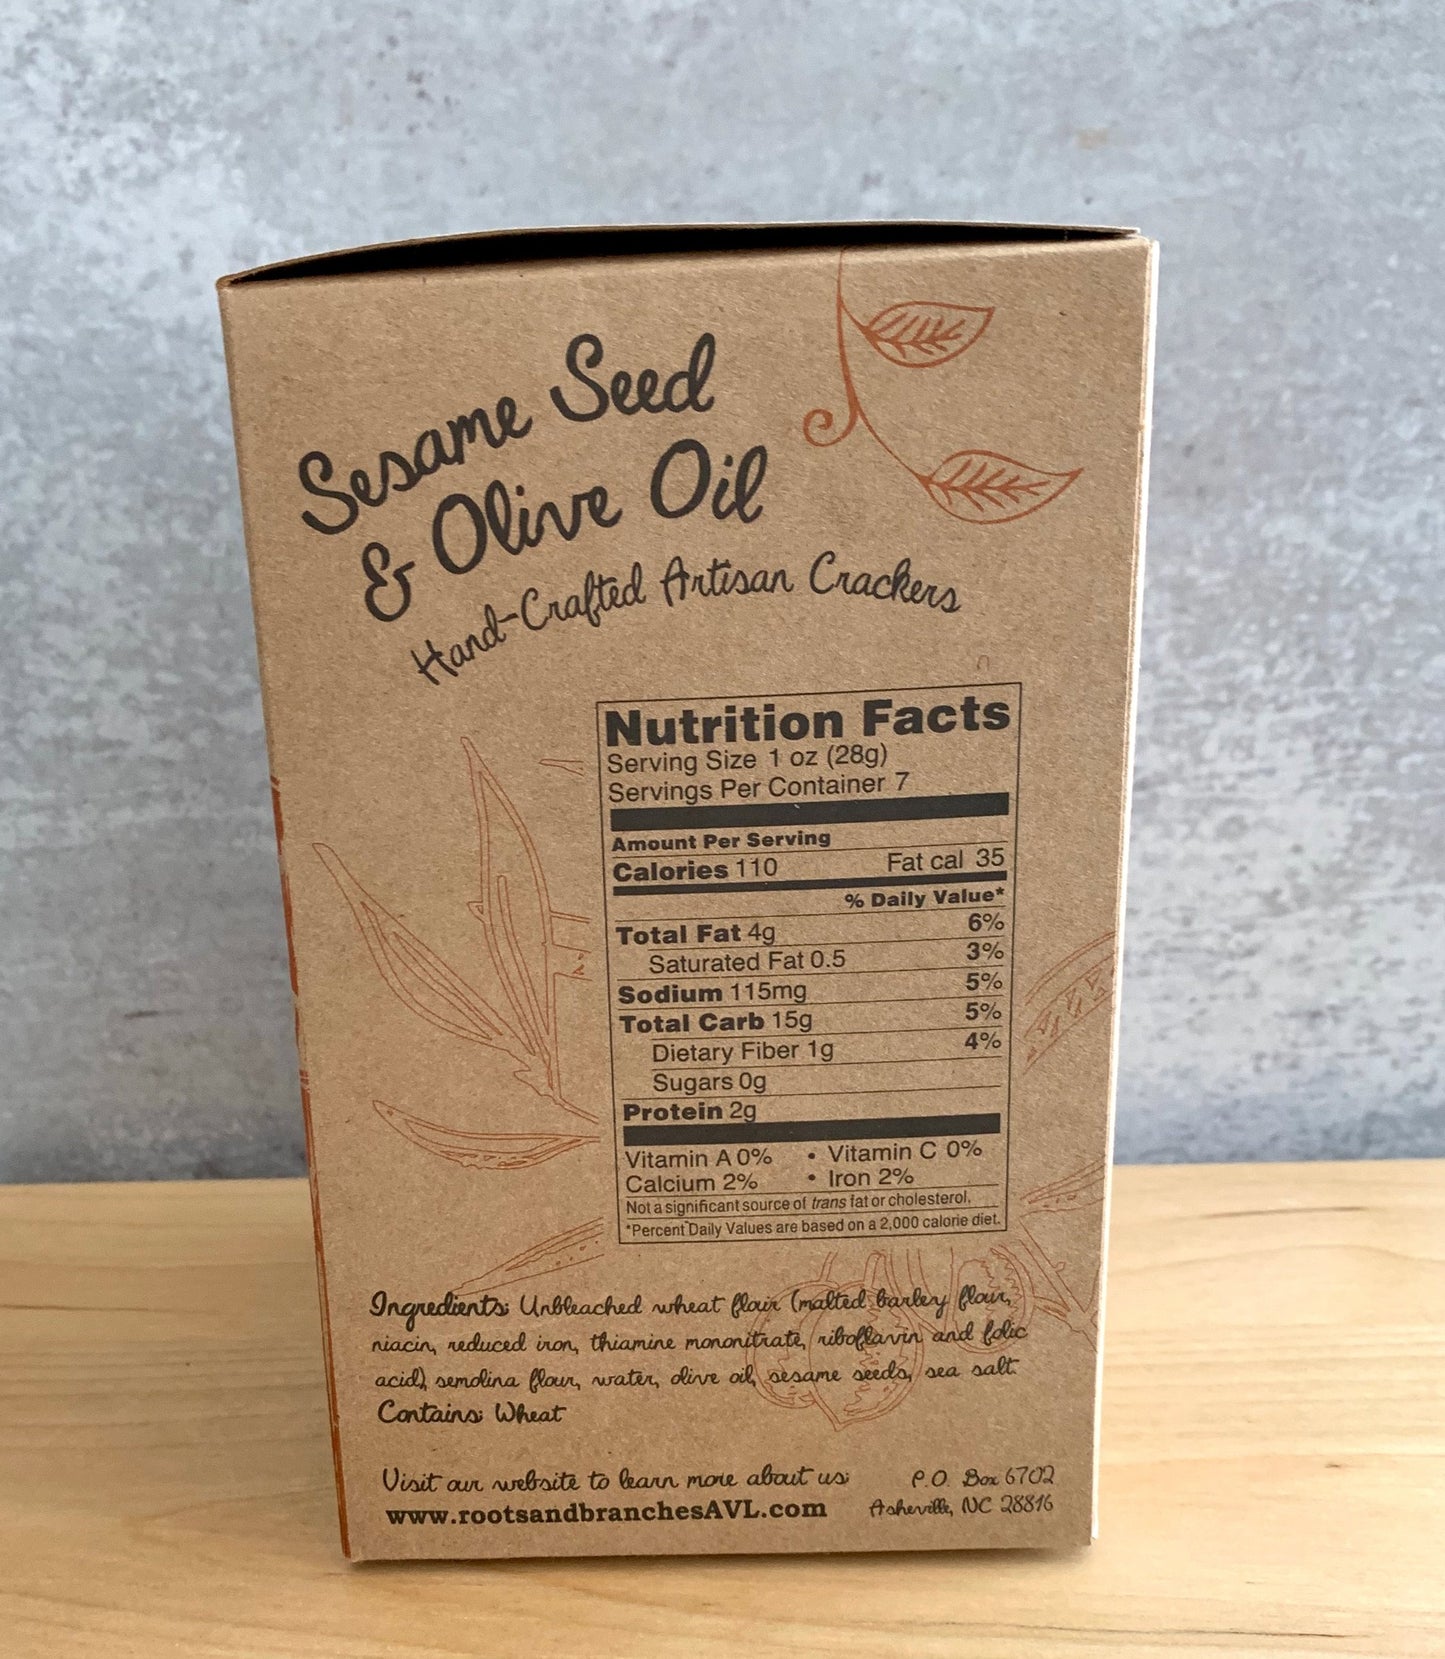 Sesame Seed
& Olive Oil
Hand-Crafted Artisan Crackers
Nutrition Facts
Serving Size 1 oz (28g)
Servings Per Container 7
Amount Per Serving
Calories 110 Fat cal 35
% Daily Value*
Total Fat 4g 6%
Saturated Fat 0.5 3%
Sodium 115mg 5%
Total Carb 15g 5%
Dietary Fiber 1g 4%
Sugars 0g
Protein 2g
Vitamin A 0% • Vitamin C 0%
Calcium 2% • Iron 2%
Not a significant source of trans fat or cholesterol.
*Percent Daily Values are based on a 2,000 calorie diet.
Ingredients: Unbleached wheat flour (malted barley flour,
niacin, reduced iron, thiamine mononitrate, riboflavin and folic
acid), semolina flour, water, olive oil, sesame seeds, sea salt.
Contains: Wheat
Visit our website to learn more about us:
www.rootsandbranchesAVL.com
P.O. Box 6702
Asheville, NC 28816